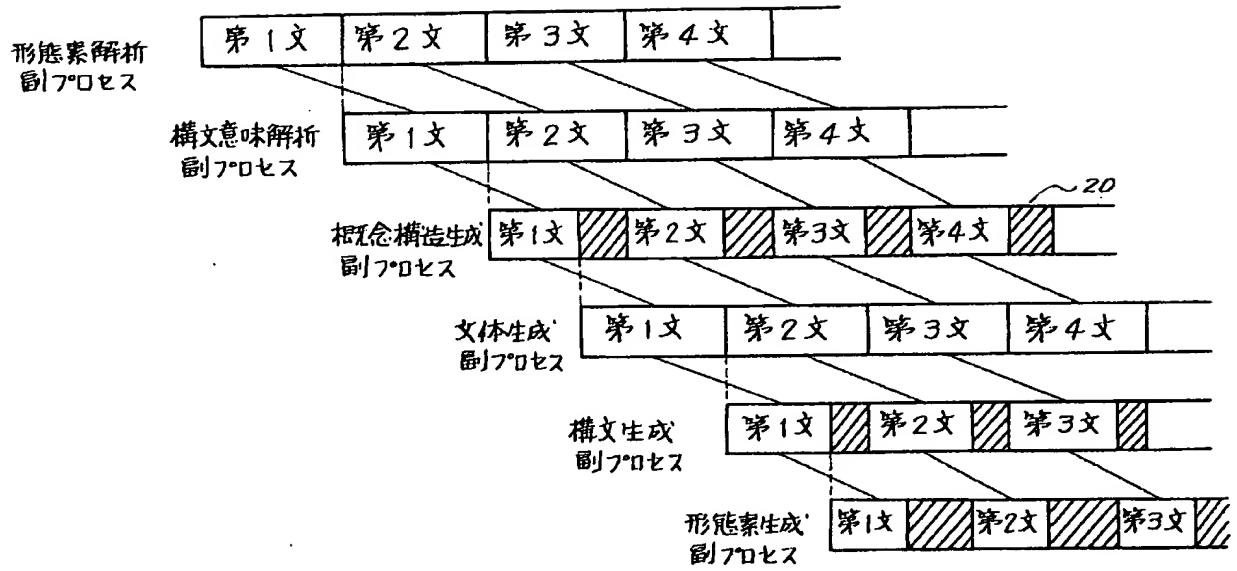 第1文 第2文 第3文 第4文
形態素解析
副プロセス
第1文 第2文 第3文 第4文
構文意味解析
副プロセス
20
第1文 第2文 第3文 第4文
概念構造生成
副プロセス
第1文 第2文 第3文 第4文
文体生成
副プロセス
第1文 第2文 第3文
構文生成
副プロセス
第1文 第2文 第3文
形態素生成
副プロセス